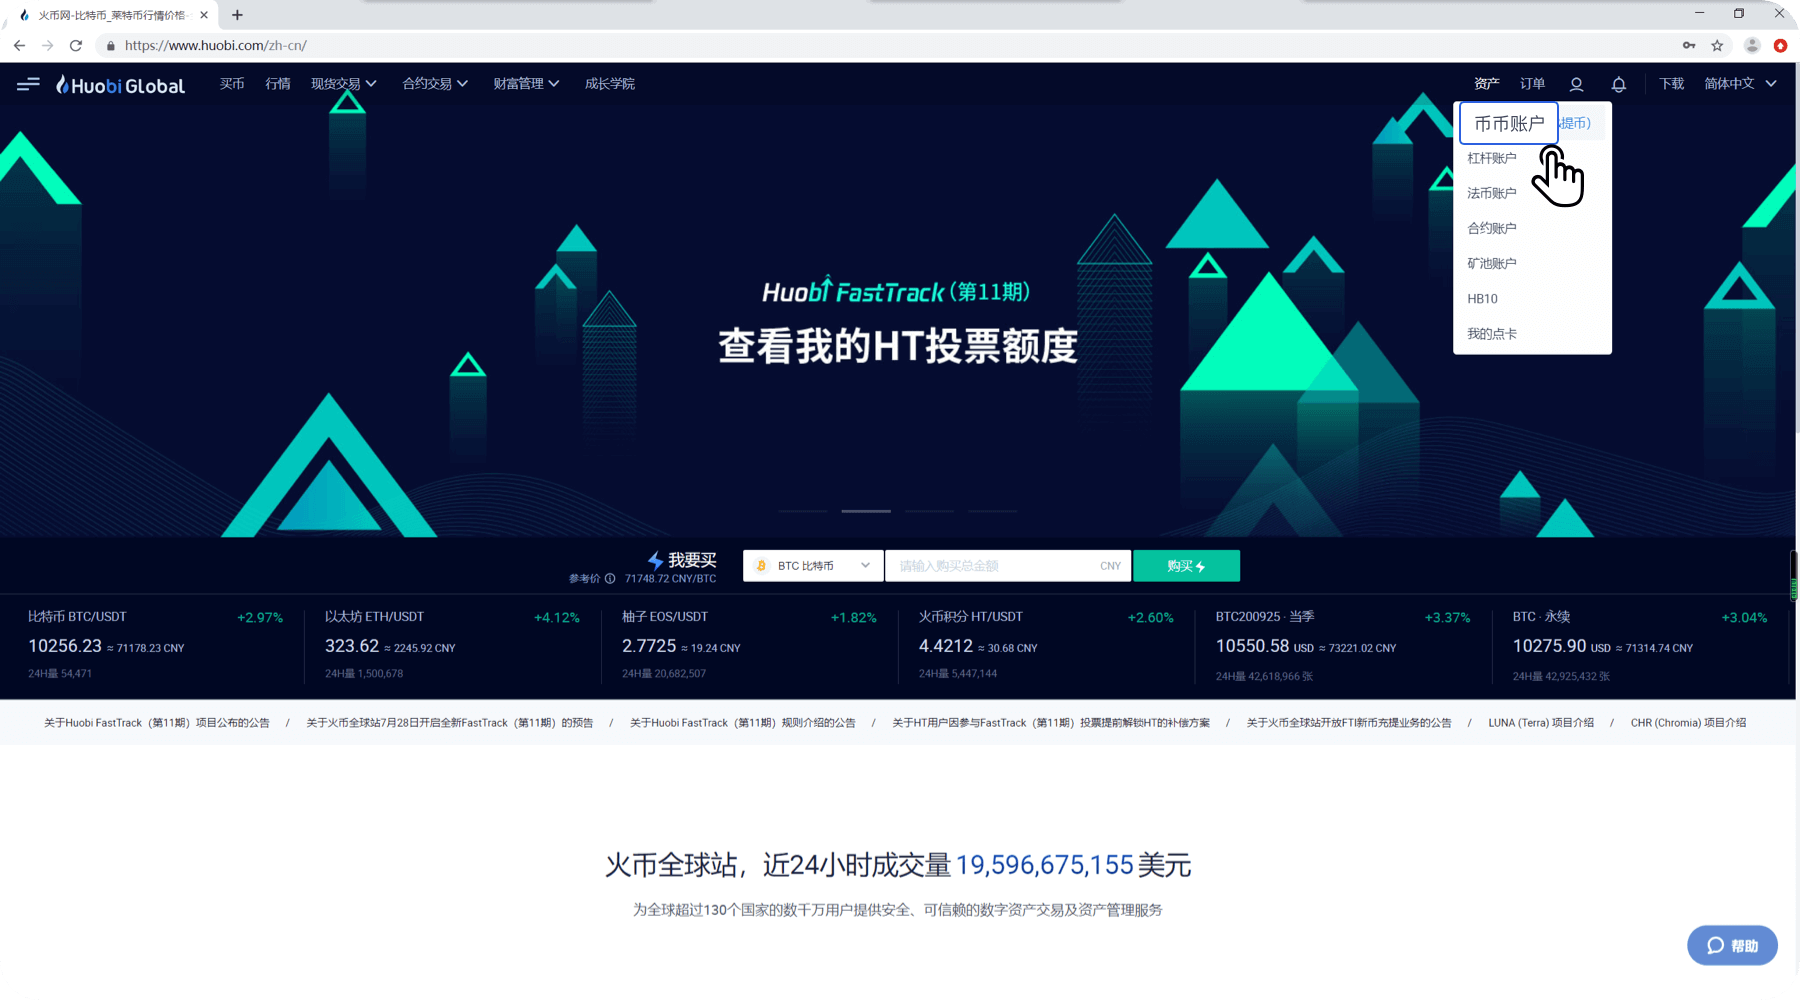 火币网-比特币_莱特币行情价格-
https://www.huobi.com/zh-cn/
Huobi Global 买币 行情 现货交易 合约交易 财富管理 成长学院 资产 订单 下载 简体中文
币币账户 提币）
杠杆账户
法币账户
合约账户
矿池账户
HB10
我的点卡
Huobi FastTrack（第11期）
查看我的HT投票额度
我要买
参考价 71748.72 CNY/BTC
BTC 比特币 请输入购买总金额 CNY 购买
比特币 BTC/USDT +2.97%
10256.23 ≈ 71178.23 CNY
24H量 54,471
以太坊 ETH/USDT +4.12%
323.62 ≈ 2245.92 CNY
24H量 1,500,678
柚子 EOS/USDT +1.82%
2.7725 ≈ 19.24 CNY
24H量 20,682,507
火币积分 HT/USDT +2.60%
4.4212 ≈ 30.68 CNY
24H量 5,447,144
BTC200925 · 当季 +3.37%
10550.58 USD ≈ 73221.02 CNY
24H量 42,618,966 张
BTC · 永续 +3.04%
10275.90 USD ≈ 71314.74 CNY
24H量 42,925,432 张
关于Huobi FastTrack（第11期）项目公布的公告 / 关于火币全球站7月28日开启全新FastTrack（第11期）的预告 / 关于Huobi FastTrack（第11期）规则介绍的公告 / 关于HT用户因参与FastTrack（第11期）投票提前解锁HT的补偿方案 / 关于火币全球站开放FTI新币充提业务的公告 / LUNA (Terra) 项目介绍 / CHR (Chromia) 项目介绍
火币全球站，近24小时成交量 19,596,675,155 美元
为全球超过130个国家的数千万用户提供安全、可信赖的数字资产交易及资产管理服务
帮助